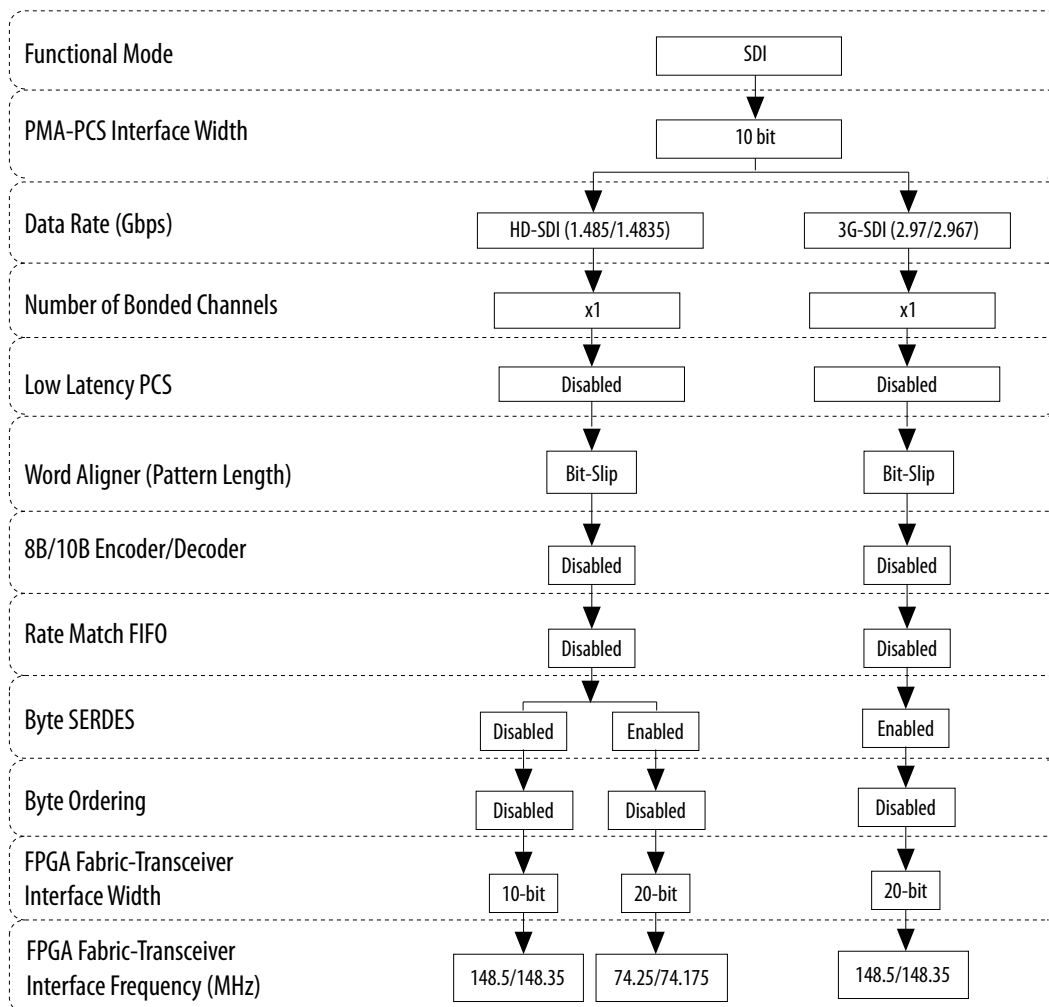 Functional Mode
SDI
PMA-PCS Interface Width
10 bit
Data Rate (Gbps)
HD-SDI (1.485/1.4835)
3G-SDI (2.97/2.967)
Number of Bonded Channels
x1
x1
Low Latency PCS
Disabled
Disabled
Word Aligner (Pattern Length)
Bit-Slip
Bit-Slip
8B/10B Encoder/Decoder
Disabled
Disabled
Rate Match FIFO
Disabled
Disabled
Byte SERDES
Disabled
Enabled
Enabled
Byte Ordering
Disabled
Disabled
Disabled
FPGA Fabric-Transceiver
Interface Width
10-bit
20-bit
20-bit
FPGA Fabric-Transceiver
Interface Frequency (MHz)
148.5/148.35
74.25/74.175
148.5/148.35